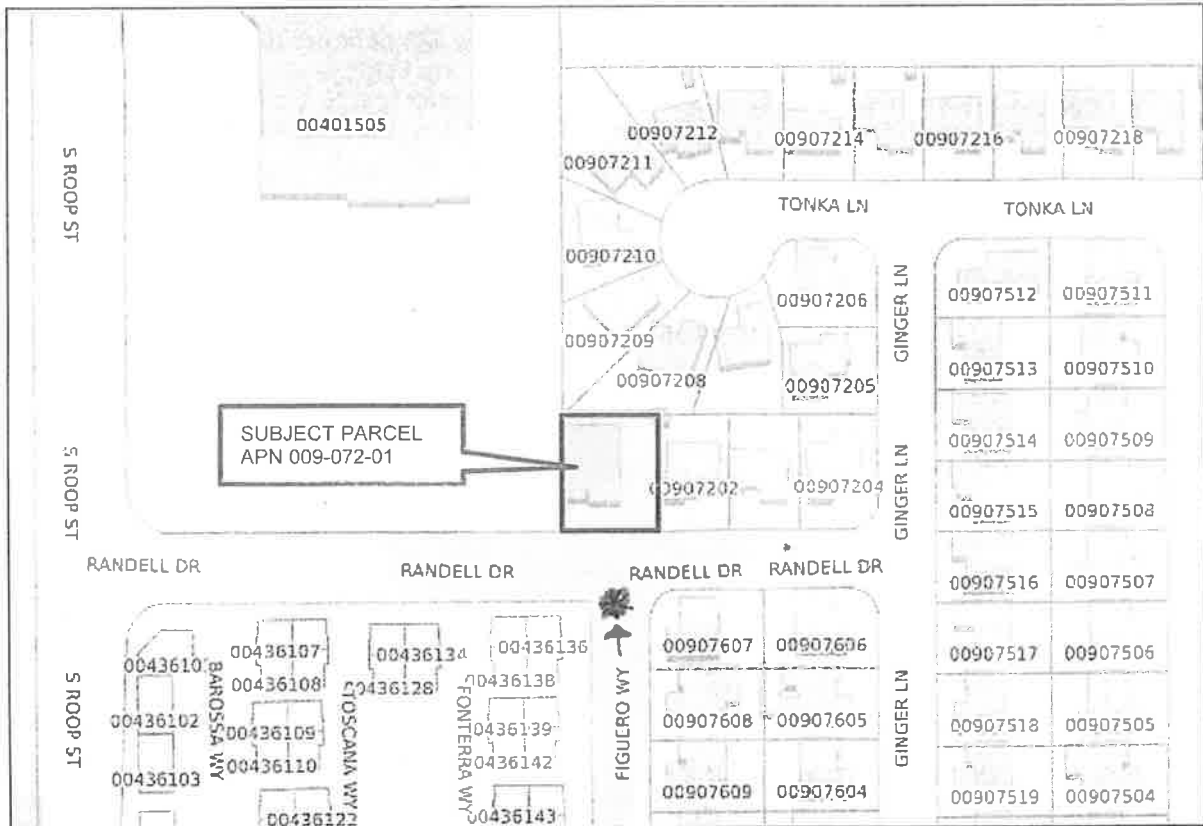 00401505
00907212
00907214
00907216
00907218
00907211
S ROOP ST
TONKA LN
TONKA LN
00907210
00907206
GINGER LN
00907512
00907511
00907209
00907513
00907510
00907208
00907205
SUBJECT PARCEL
APN 009-072-01
00907514
00907509
S ROOP ST
00907202
00907204
GINGER LN
00907515
00907508
RANDELL DR
RANDELL DR
RANDELL DR
RANDELL DR
00907516
00907507
00436107
00436136
00907607
00907606
00907517
00907506
00436108
00436128
00436138
S ROOP ST
00436102
BAROSSA WY
TOSCANA WY
FONTERRA WY
FIGUERO WY
00907608
00907605
GINGER LN
00907518
00907505
00436109
00436139
00436110
00436142
00436103
00907609
00907604
00907519
00907504
00436122
00436143